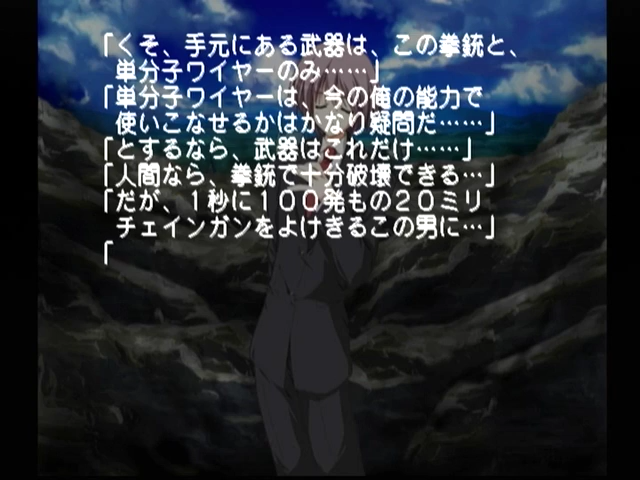 「くそ、手元にある武器は、この拳銃と、
単分子ワイヤーのみ……」
「単分子ワイヤーは、今の俺の能力で
使いこなせるかはかなり疑問だ……」
「とするなら、武器はこれだけ……」
「人間なら、拳銃で十分破壊できる…」
「だが、１秒に１００発もの２０ミリ
チェインガンをよけきるこの男に…」
「